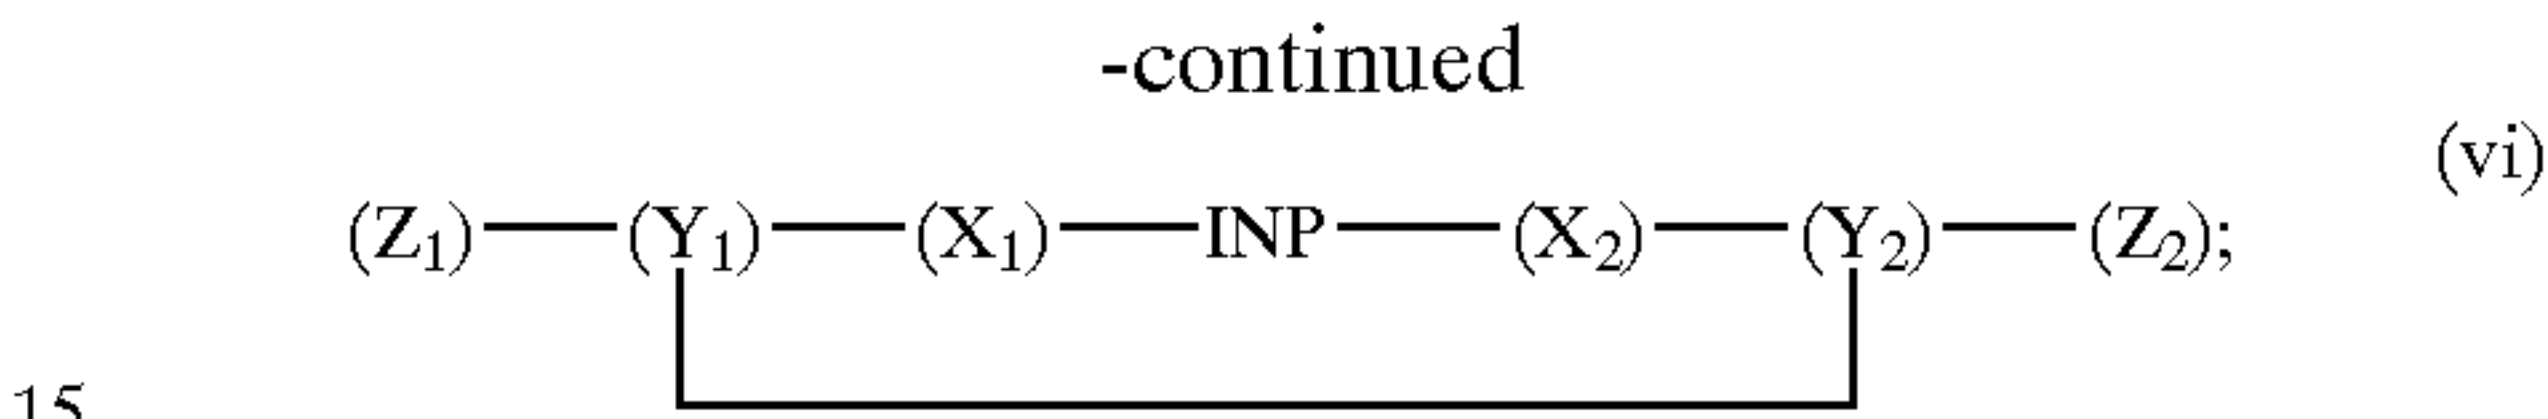 -continued
(vi)
(Z₁)—(Y₁)—(X₁)—INP—(X₂)—(Y₂)—(Z₂);
15